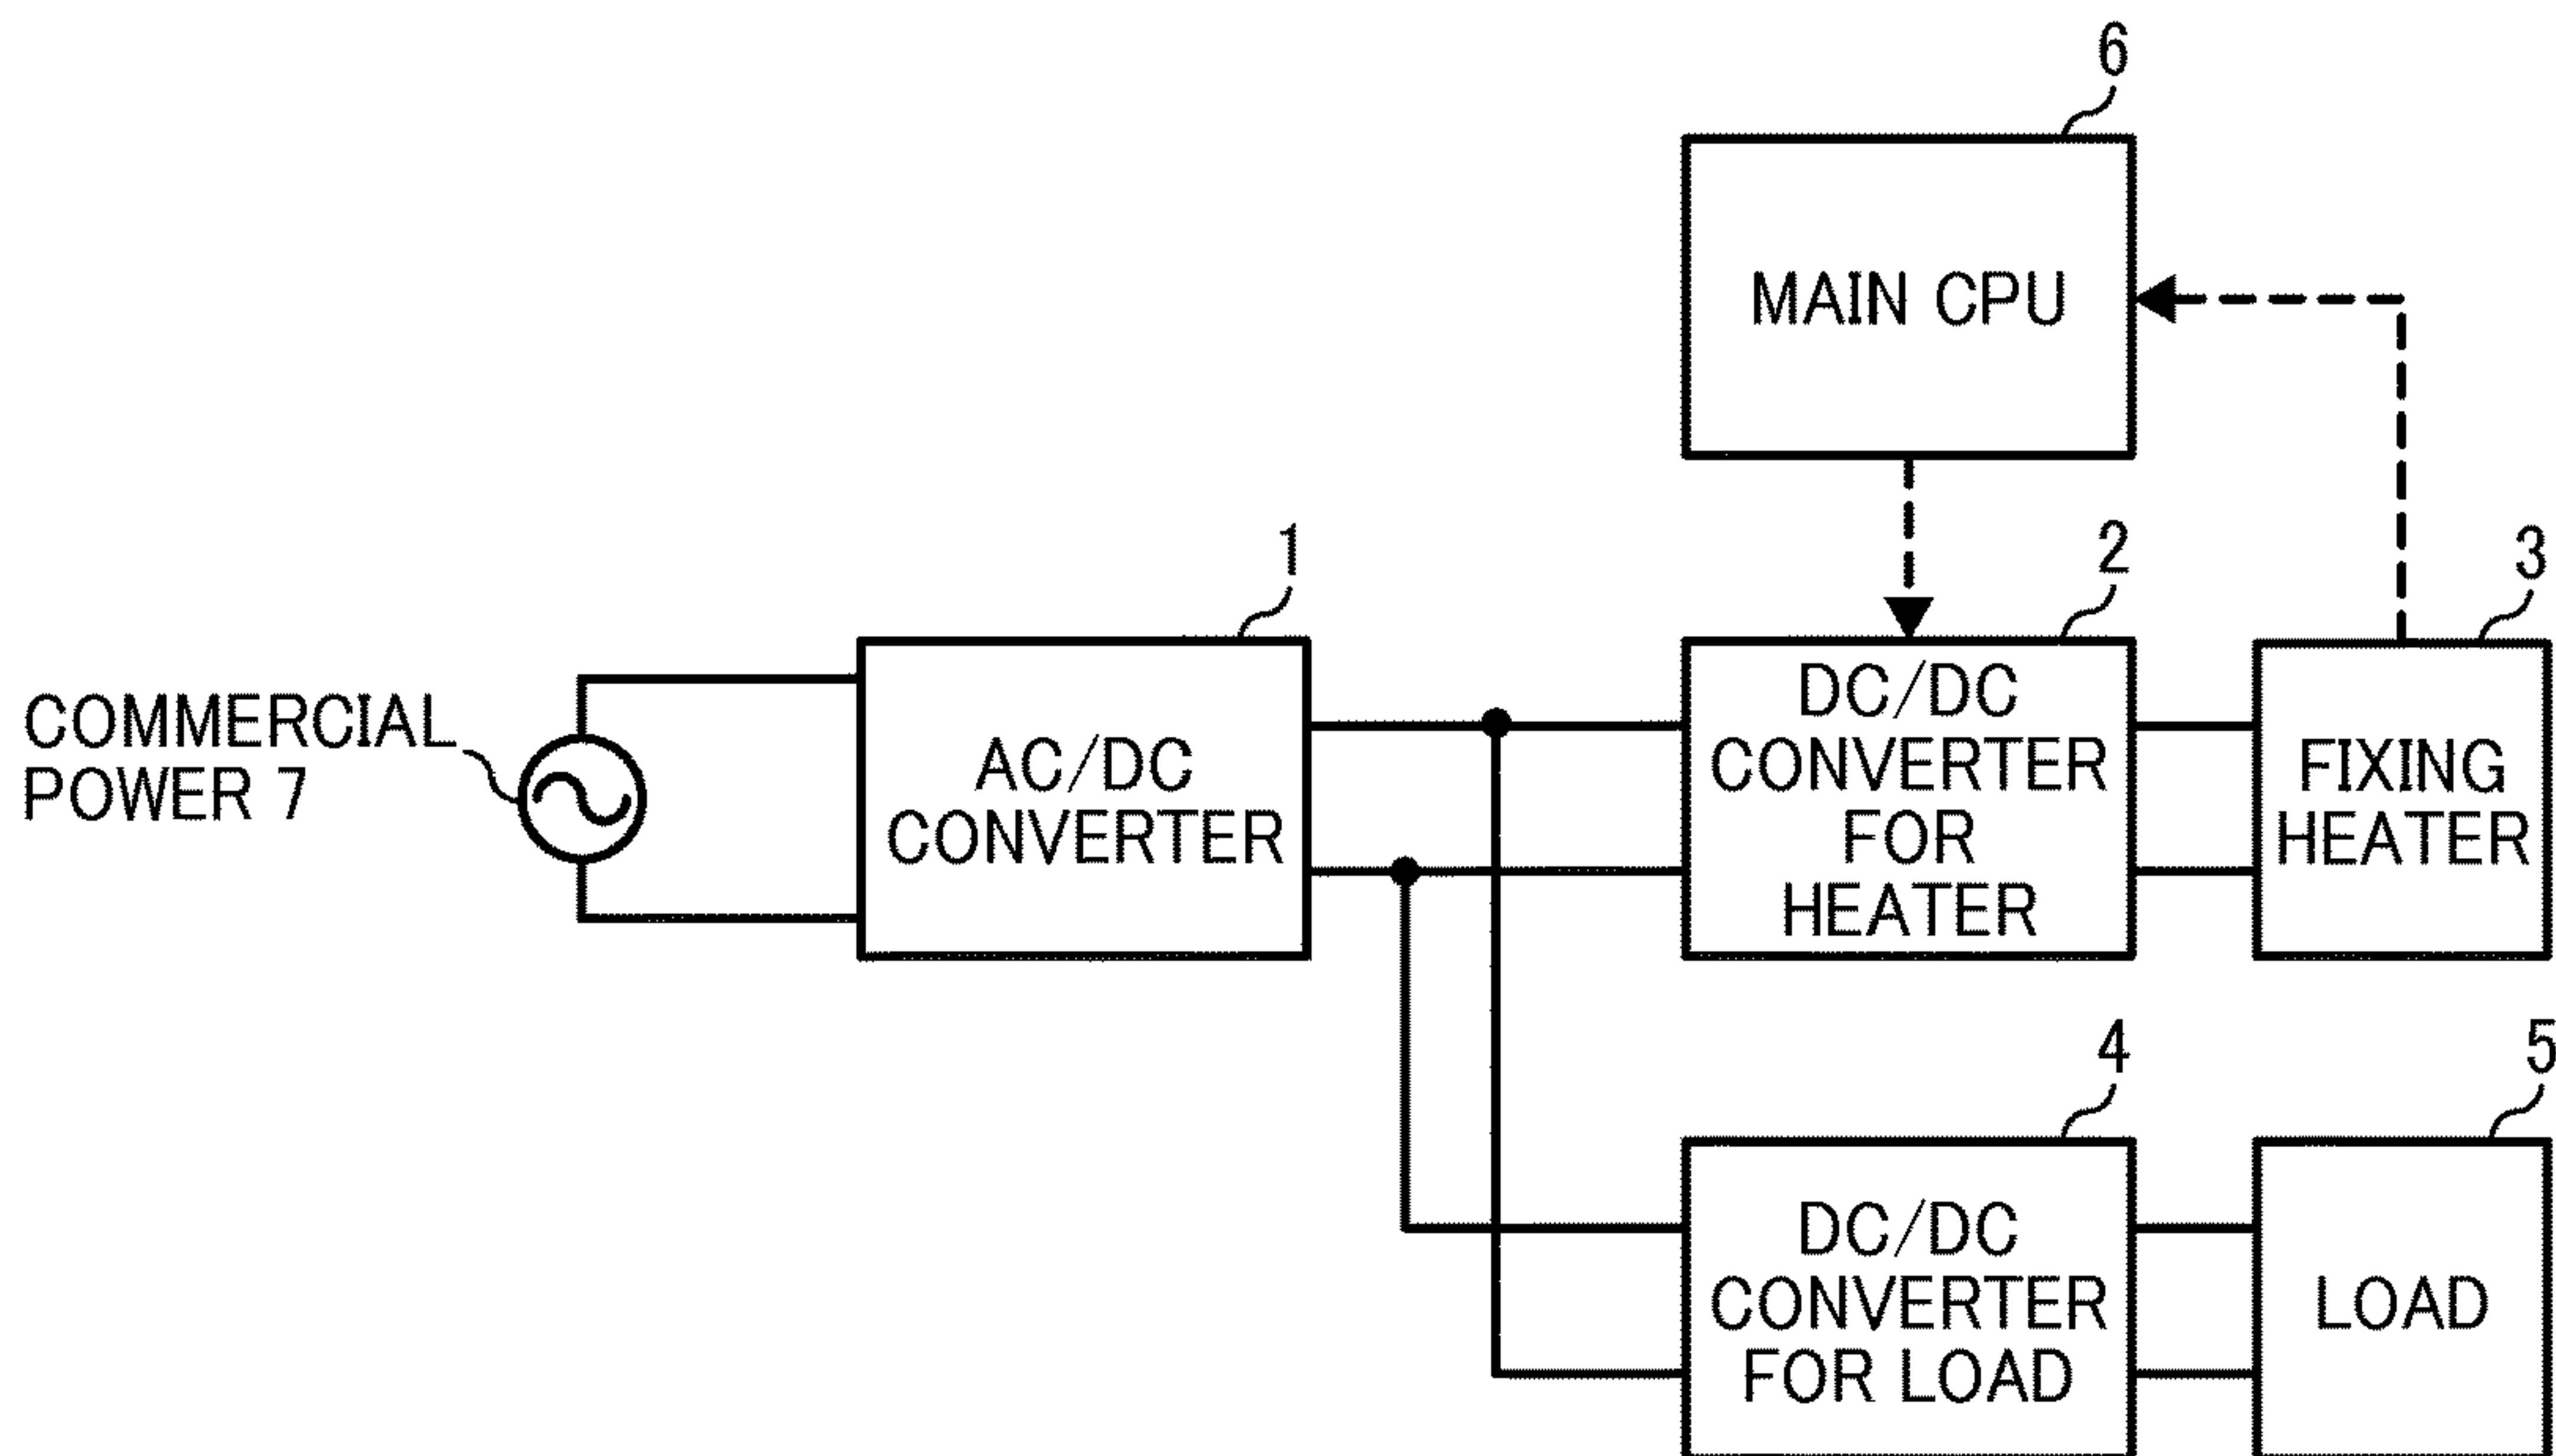 6
MAIN CPU
1
2
3
COMMERCIAL
POWER 7
AC/DC
CONVERTER
DC/DC
CONVERTER
FOR
HEATER
FIXING
HEATER
4
5
DC/DC
CONVERTER
FOR LOAD
LOAD